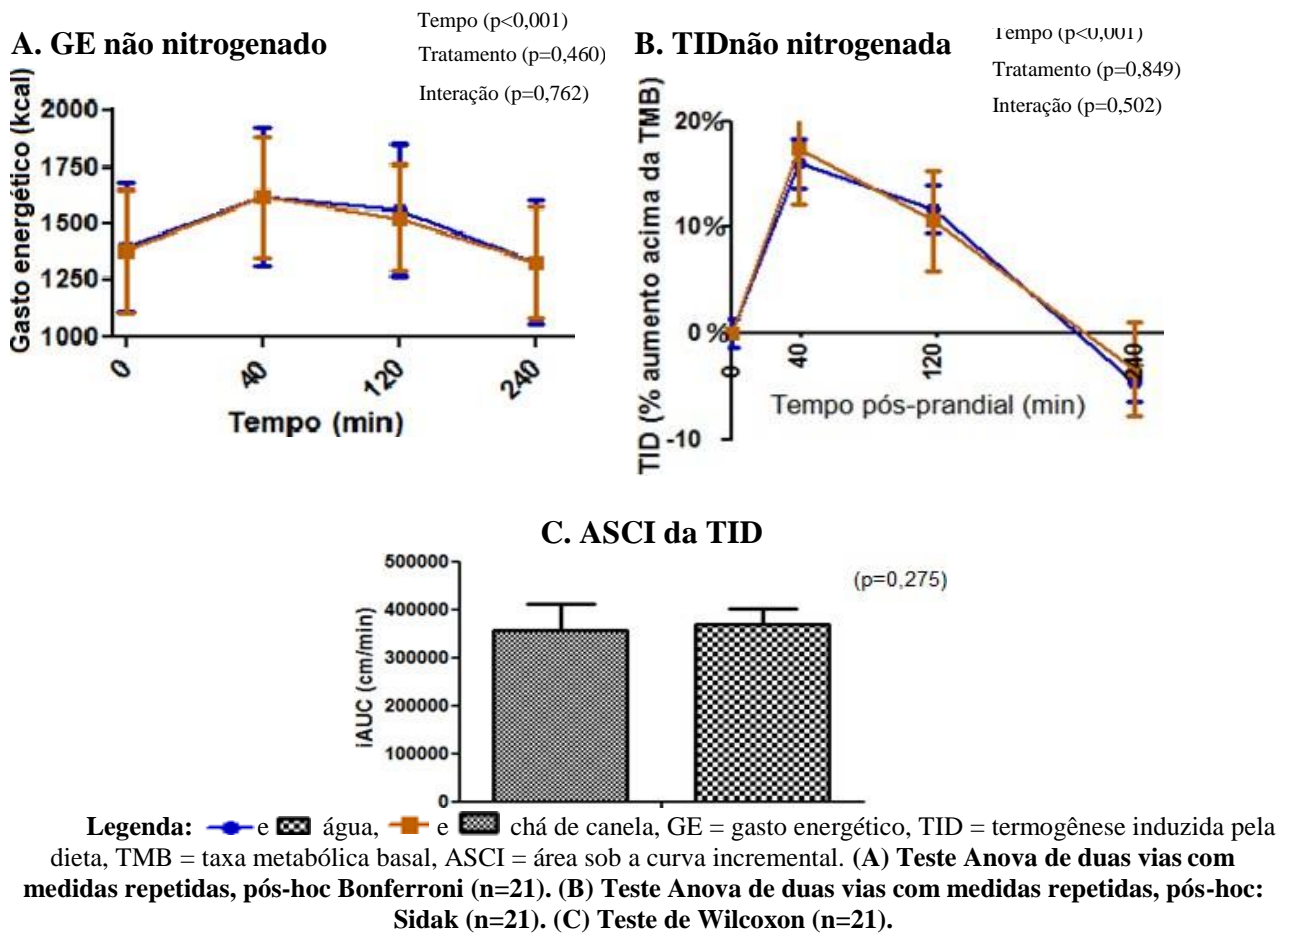 A. GE não nitrogenado
Tempo (p<0,001)
Tratamento (p=0,460)
Interação (p=0,762)
Gasto energético (kcal)
2000
1750
1500
1250
1000
0
40
120
240
Tempo (min)
B. TIDnão nitrogenada
Tempo (p<0,001)
Tratamento (p=0,849)
Interação (p=0,502)
TID (% aumento acima da TMB)
20%
10%
0 %
-10
0
40
120
240
Tempo pós-prandial (min)
C. ASCI da TID
(p=0,275)
iAUC (cm/min)
500000
400000
300000
200000
100000
0
Legenda: e água, e chá de canela, GE = gasto energético, TID = termogênese induzida pela
dieta, TMB = taxa metabólica basal, ASCI = área sob a curva incremental. (A) Teste Anova de duas vias com
medidas repetidas, pós-hoc Bonferroni (n=21). (B) Teste Anova de duas vias com medidas repetidas, pós-hoc:
Sidak (n=21). (C) Teste de Wilcoxon (n=21).